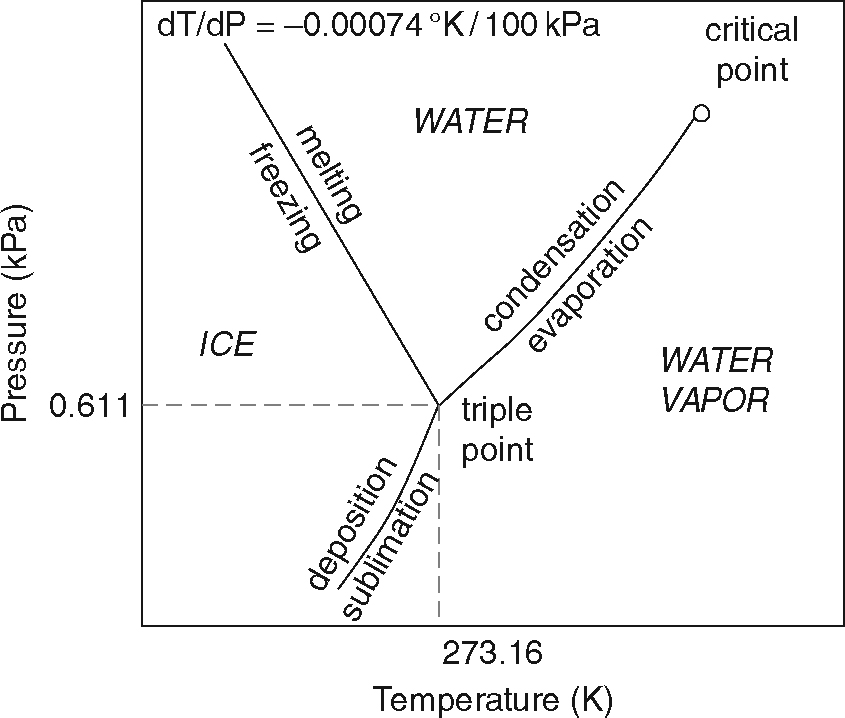 dT/dP = –0.00074 °K / 100 kPa
critical
point
WATER
melting
freezing
condensation
evaporation
ICE
WATER
VAPOR
Pressure (kPa)
0.611
triple
point
deposition
sublimation
273.16
Temperature (K)